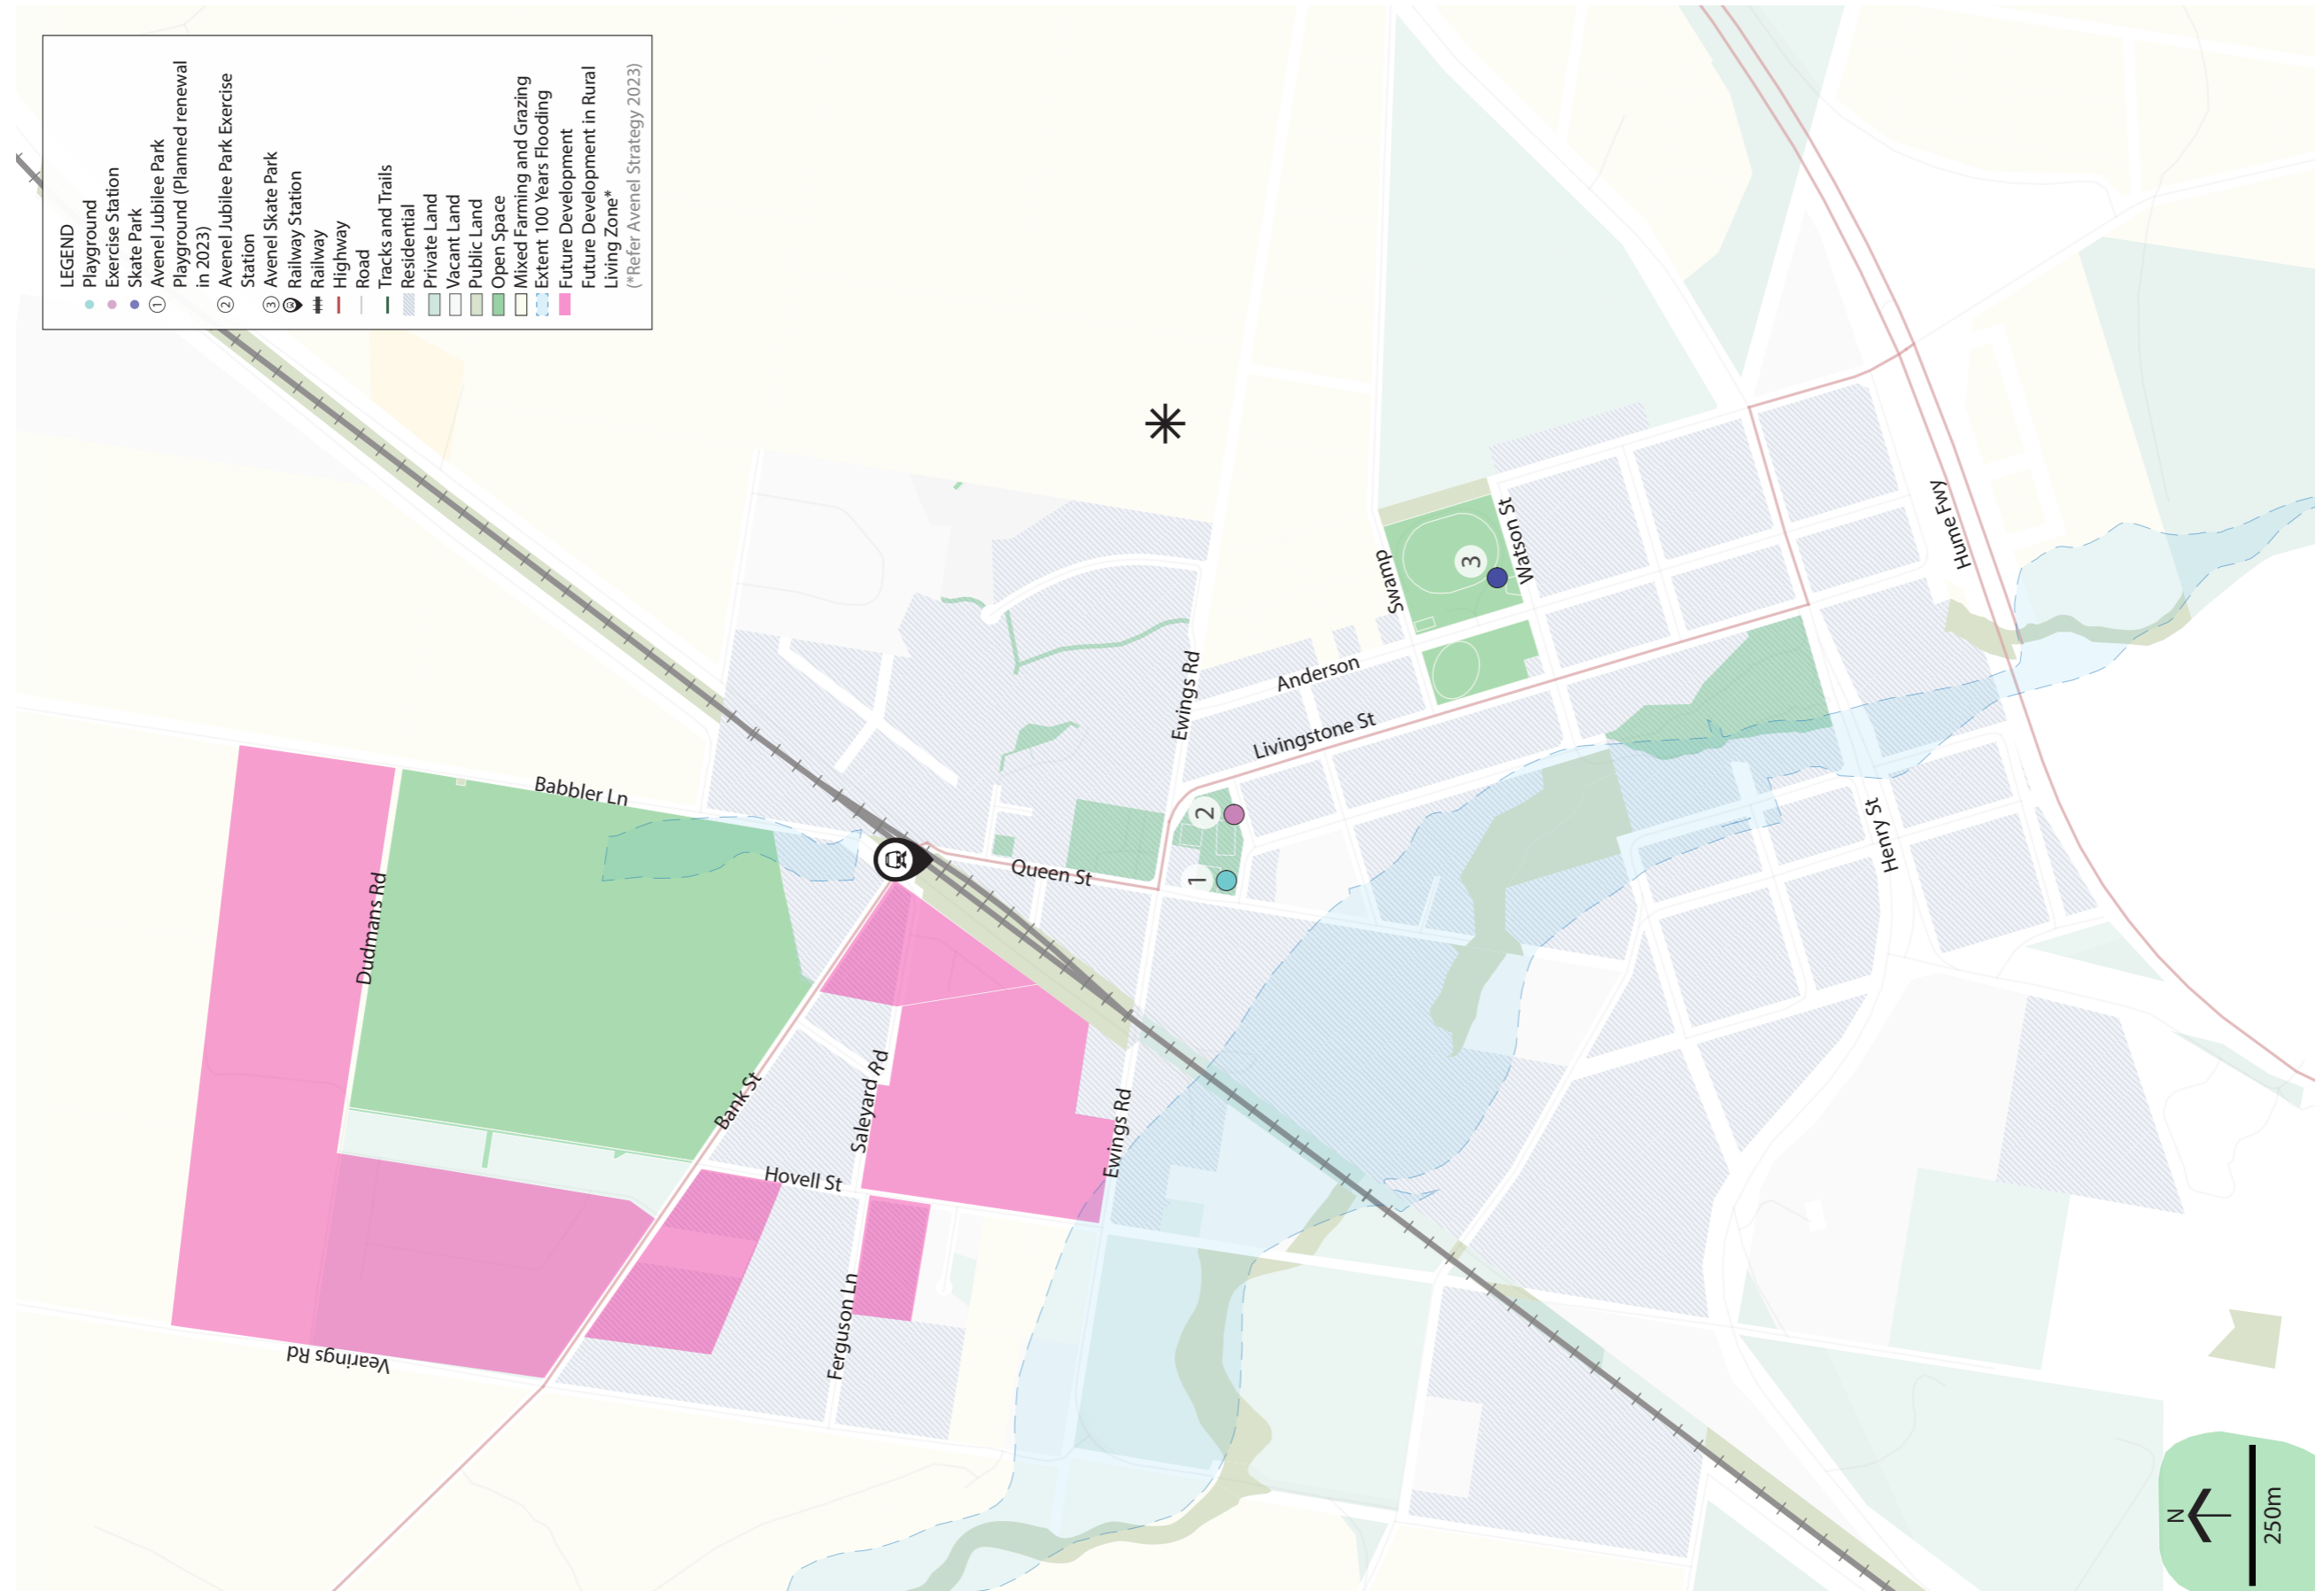 LEGEND
Playground
Exercise Station
Skate Park
1 Avenel Jubilee Park
Playground (Planned renewal
in 2023)
2 Avenel Jubilee Park Exercise
Station
3 Avenel Skate Park
Railway Station
Railway
Highway
Road
Tracks and Trails
Residential
Private Land
Vacant Land
Public Land
Open Space
Mixed Farming and Grazing
Extent 100 Years Flooding
Future Development
Future Development in Rural
Living Zone*
(*Refer Avenel Strategy 2023)
Hume Fwy
Watson St
3
Swamp
Anderson
Ewings Rd
Livingstone St
Babbler Ln
2
Henry St
Queen St
1
Dudmans Rd
Bank St
Saleyard Rd
Ewings Rd
Hovell St
Ferguson Ln
Vearings Rd
N
250m